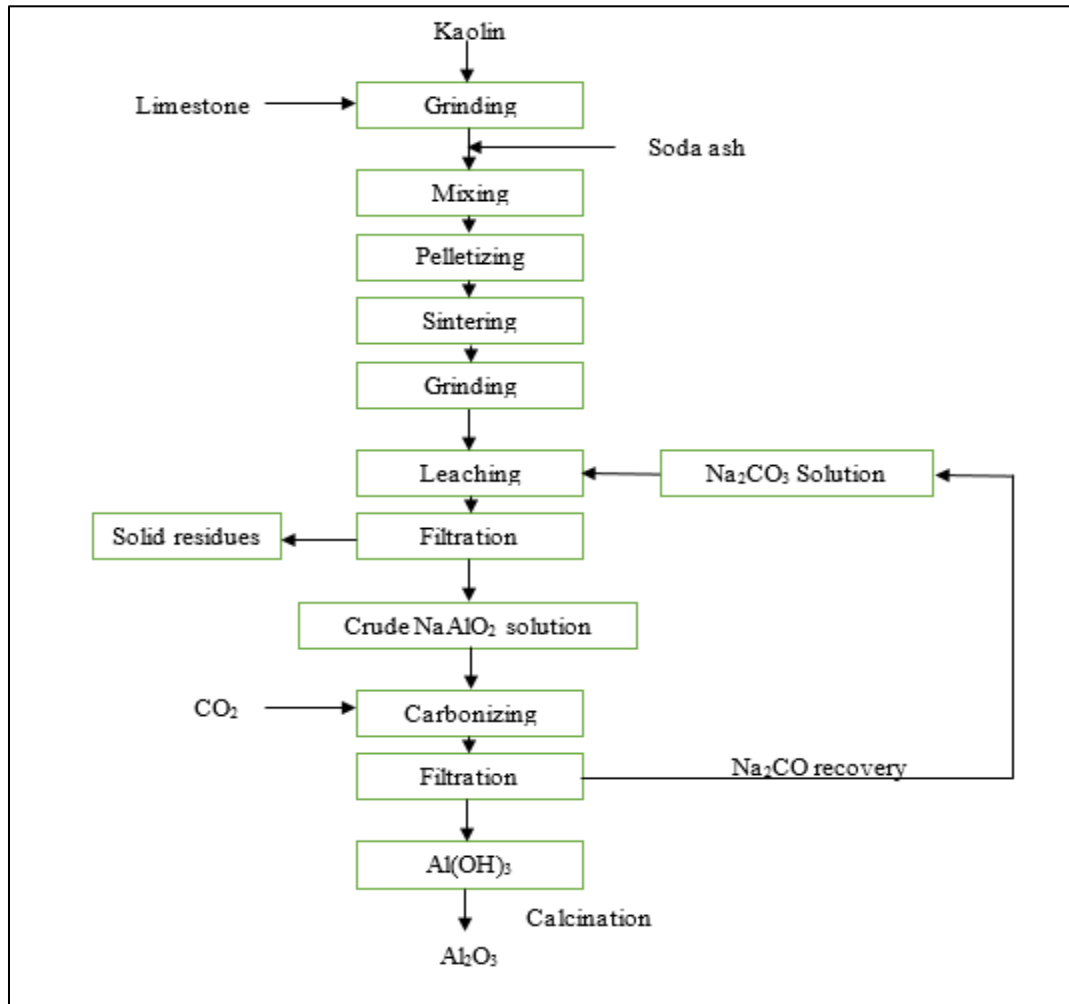 Kaolin
Limestone
Grinding
Soda ash
Mixing
Pelletizing
Sintering
Grinding
Leaching
Na₂CO₃ Solution
Solid residues
Filtration
Crude NaAlO₂ solution
CO₂
Carbonizing
Filtration
Na₂CO recovery
Al(OH)₃
Calcination
Al₂O₃